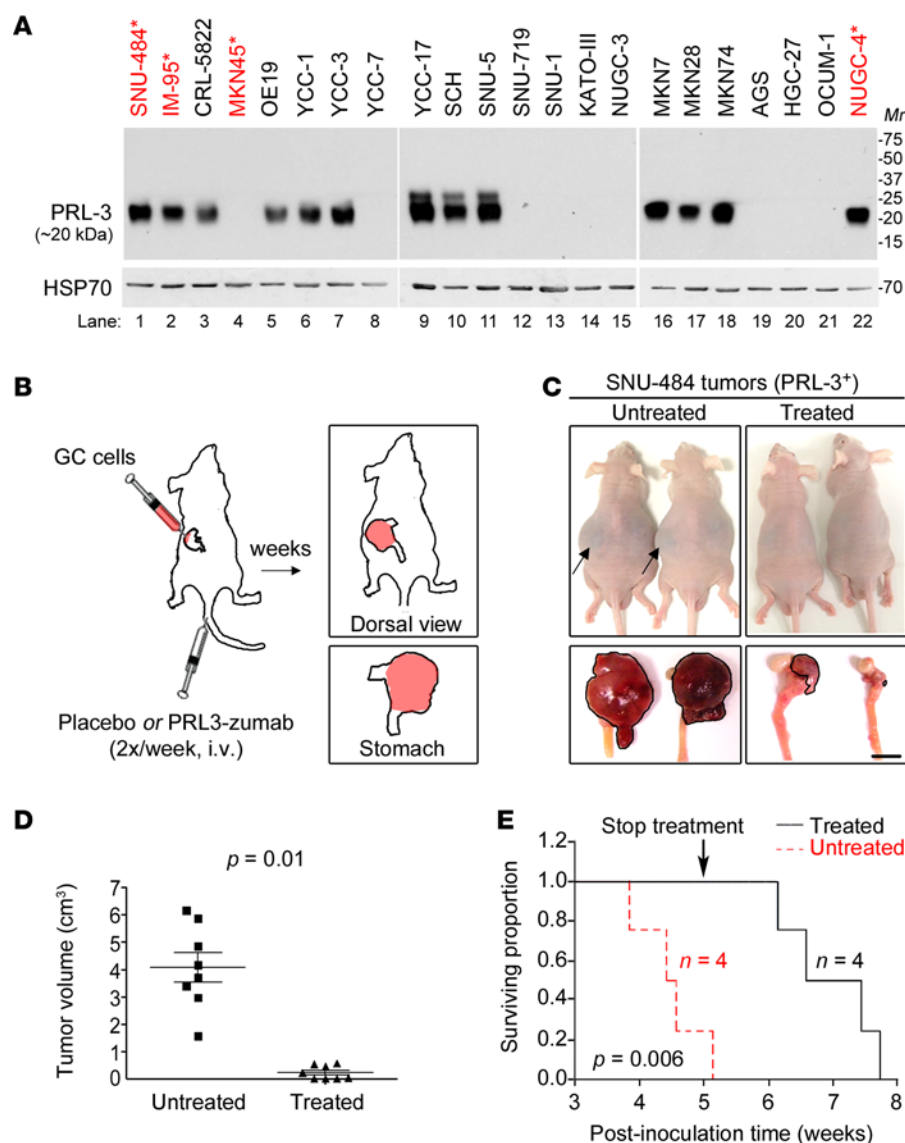 A
SNU-484*
IM-95*
CRL-5822
MKN45*
OE19
YCC-1
YCC-3
YCC-7
YCC-17
SCH
SNU-5
SNU-719
SNU-1
KATO-III
NUGC-3
MKN7
MKN28
MKN74
AGS
HGC-27
OCUM-1
NUGC-4*
Mr
-75
-50
-37
-25
-20
-15
PRL-3
(~20 kDa)
HSP70
-70
Lane: 1 2 3 4 5 6 7 8 9 10 11 12 13 14 15 16 17 18 19 20 21 22
B
GC cells
weeks
Dorsal view
Placebo or PRL3-zumab
(2x/week, i.v.)
Stomach
C
SNU-484 tumors (PRL-3⁺)
Untreated Treated
D
p = 0.01
Tumor volume (cm³)
7
6
5
4
3
2
1
0
Untreated Treated
E
Stop treatment
Treated
Untreated
Surviving proportion
1.0
0.8
0.6
0.4
0.2
0.0
n = 4
n = 4
p = 0.006
3 4 5 6 7 8
Post-inoculation time (weeks)